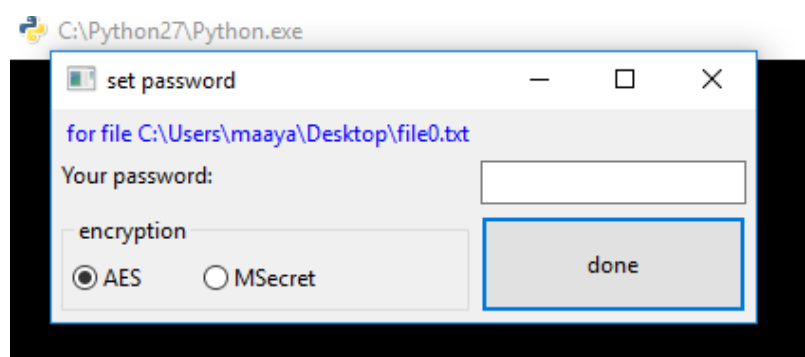 C:\Python27\Python.exe
set password
for file C:\Users\maaya\Desktop\file0.txt
Your password:
encryption
AES MSecret
done